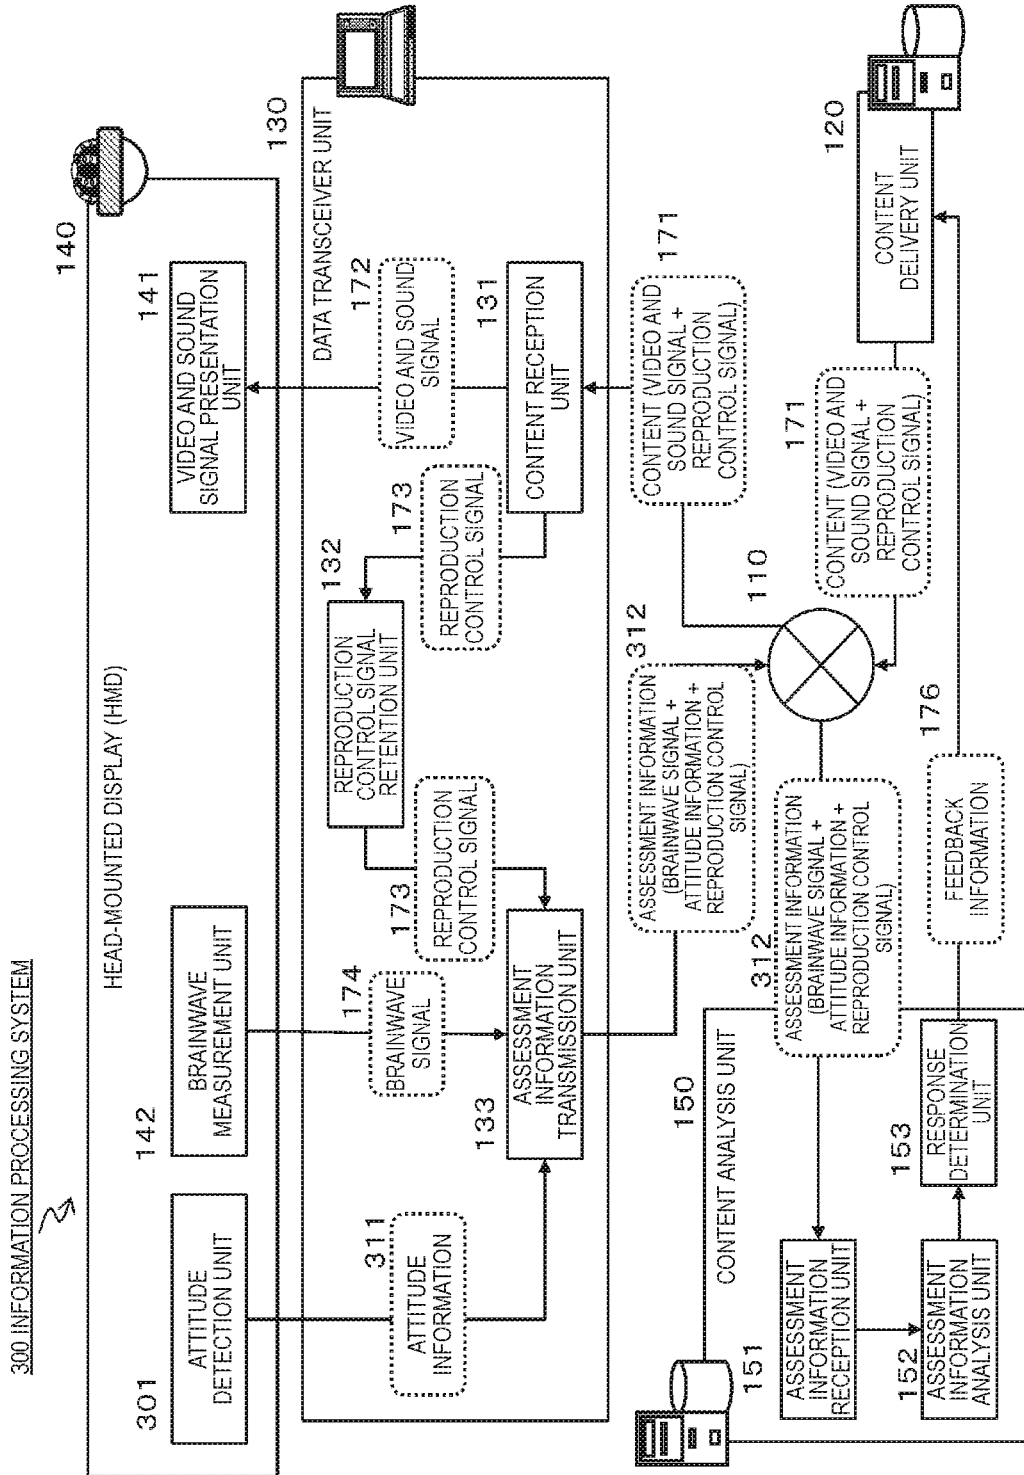 300 INFORMATION PROCESSING SYSTEM
HEAD-MOUNTED DISPLAY (HMD)
140
301
ATTITUDE
DETECTION UNIT
142
BRAINWAVE
MEASUREMENT UNIT
141
VIDEO AND SOUND
SIGNAL PRESENTATION
UNIT
130
DATA TRANSCEIVER UNIT
311
ATTITUDE
INFORMATION
174
BRAINWAVE
SIGNAL
173
REPRODUCTION
CONTROL SIGNAL
132
REPRODUCTION
CONTROL SIGNAL
RETENTION UNIT
173
REPRODUCTION
CONTROL SIGNAL
172
VIDEO AND SOUND
SIGNAL
133
ASSESSMENT
INFORMATION
TRANSMISSION UNIT
131
CONTENT RECEPTION
UNIT
312
ASSESSMENT INFORMATION
(BRAINWAVE SIGNAL +
ATTITUDE INFORMATION +
REPRODUCTION CONTROL
SIGNAL)
171
CONTENT (VIDEO AND
SOUND SIGNAL +
REPRODUCTION
CONTROL SIGNAL)
110
150
CONTENT ANALYSIS UNIT
312
ASSESSMENT INFORMATION
(BRAINWAVE SIGNAL +
ATTITUDE INFORMATION +
REPRODUCTION CONTROL
SIGNAL)
171
CONTENT (VIDEO AND
SOUND SIGNAL +
REPRODUCTION
CONTROL SIGNAL)
120
CONTENT
DELIVERY UNIT
151
ASSESSMENT
INFORMATION
RECEPTION UNIT
152
ASSESSMENT
INFORMATION
ANALYSIS UNIT
153
RESPONSE
DETERMINATION
UNIT
176
FEEDBACK
INFORMATION